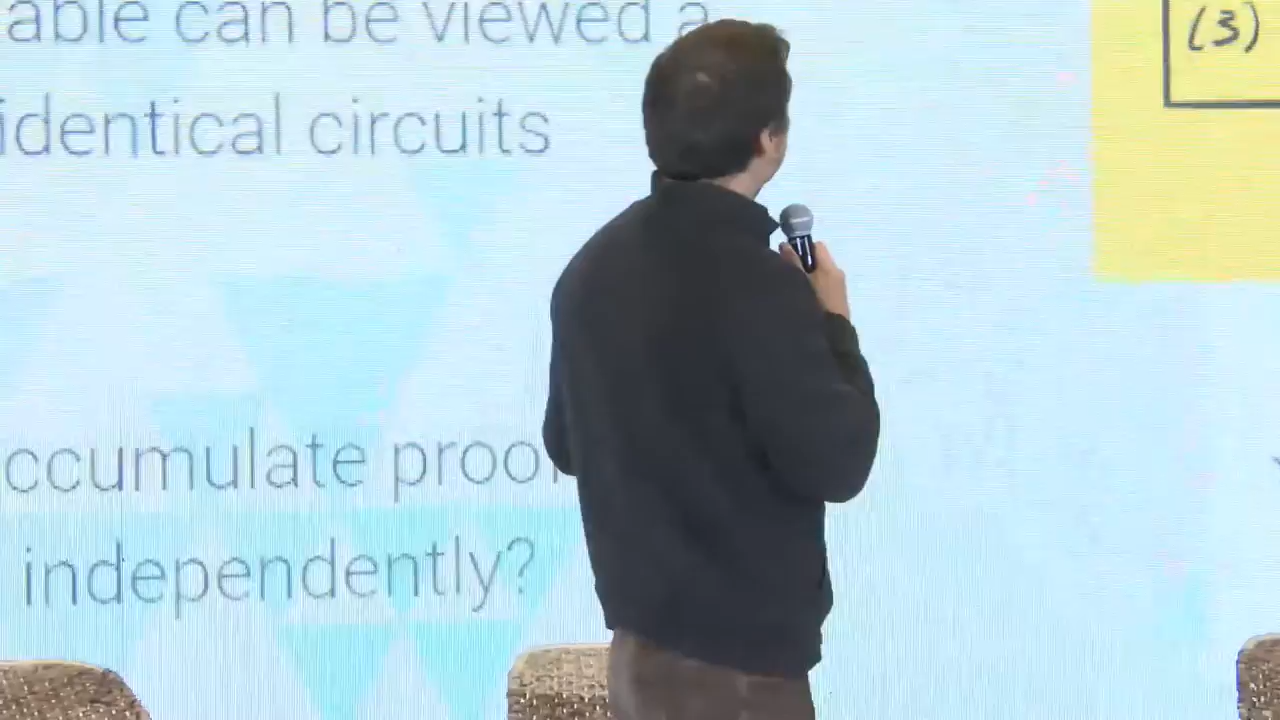 able can be viewed a
identical circuits
(3)
ccumulate proo
independently?